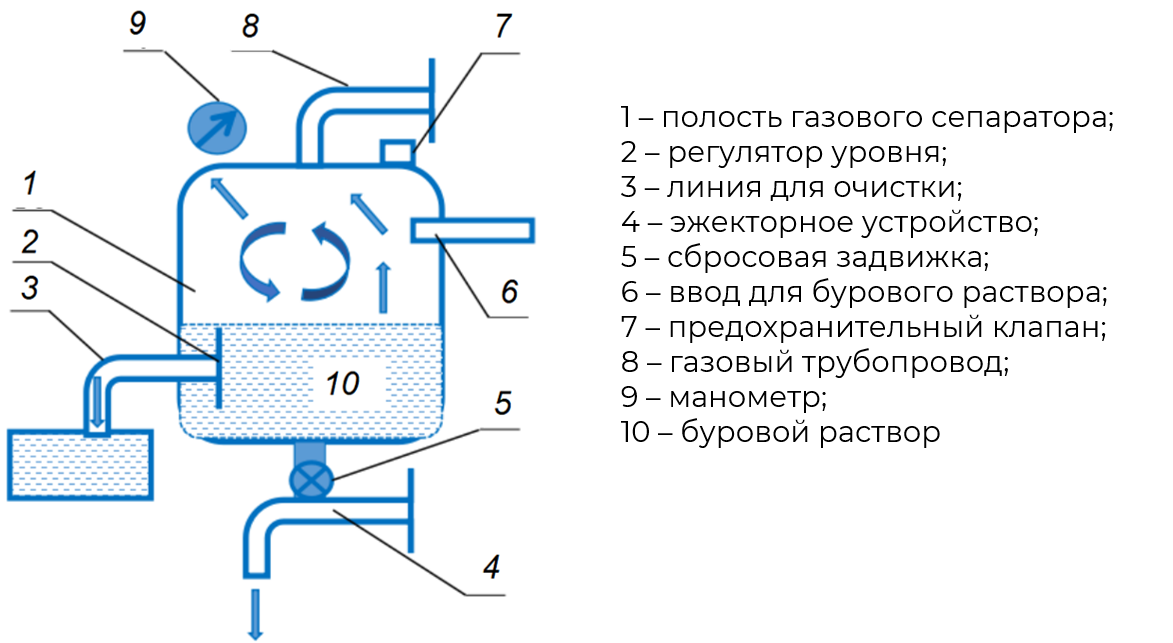 9
8
7
1
2
3
6
10
5
4
1 – полость газового сепаратора;
2 – регулятор уровня;
3 – линия для очистки;
4 – эжекторное устройство;
5 – сбросовая задвижка;
6 – ввод для бурового раствора;
7 – предохранительный клапан;
8 – газовый трубопровод;
9 – манометр;
10 – буровой раствор